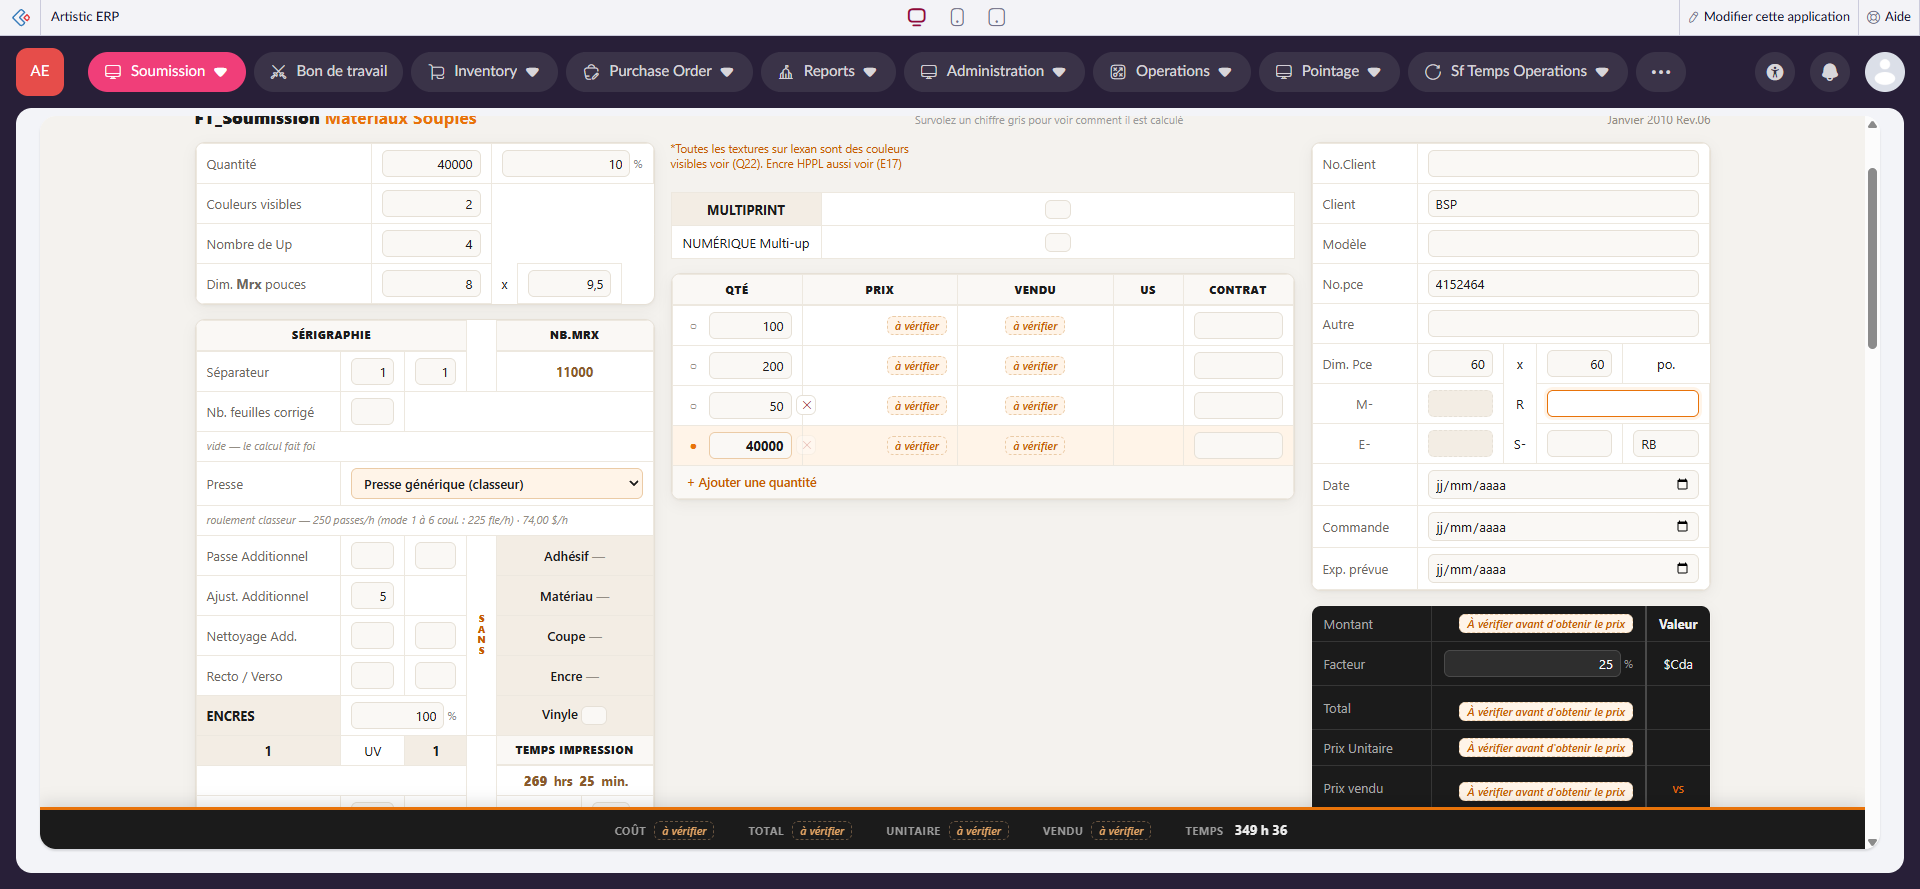 Artistic ERP
Modifier cette application
Aide
AE
Soumission
Bon de travail
Inventory
Purchase Order
Reports
Administration
Operations
Pointage
Sf Temps Operations
FT_Soumission Matériaux Souples
Survolez un chiffre gris pour voir comment il est calculé
Janvier 2010 Rev.06
Quantité 40000 10 %
Couleurs visibles 2
Nombre de Up 4
Dim. Mrx pouces 8 x 9,5
SÉRIGRAPHIE NB.MRX
Séparateur 1 1 11000
Nb. feuilles corrigé
vide — le calcul fait foi
Presse Presse générique (classeur)
roulement classeur — 250 passes/h (mode 1 à 6 coul. : 225 fle/h) · 74,00 $/h
Passe Additionnel
Ajust. Additionnel 5
Nettoyage Add.
Recto / Verso
SANS
Adhésif —
Matériau —
Coupe —
Encre —
Vinyle
ENCRES 100 %
1 UV 1
TEMPS IMPRESSION
269 hrs 25 min.
*Toutes les textures sur lexan sont des couleurs
visibles voir (Q22). Encre HPPL aussi voir (E17)
MULTIPRINT
NUMÉRIQUE Multi-up
QTÉ PRIX VENDU US CONTRAT
100 à vérifier à vérifier
200 à vérifier à vérifier
50 à vérifier à vérifier
40000 à vérifier à vérifier
+ Ajouter une quantité
No.Client
Client BSP
Modèle
No.pce 4152464
Autre
Dim. Pce 60 x 60 po.
M- R
E- S- RB
Date jj/mm/aaaa
Commande jj/mm/aaaa
Exp. prévue jj/mm/aaaa
Montant À vérifier avant d'obtenir le prix Valeur
Facteur 25 % $Cda
Total À vérifier avant d'obtenir le prix
Prix Unitaire À vérifier avant d'obtenir le prix
Prix vendu À vérifier avant d'obtenir le prix vs
COÛT à vérifier TOTAL à vérifier UNITAIRE à vérifier VENDU à vérifier TEMPS 349 h 36